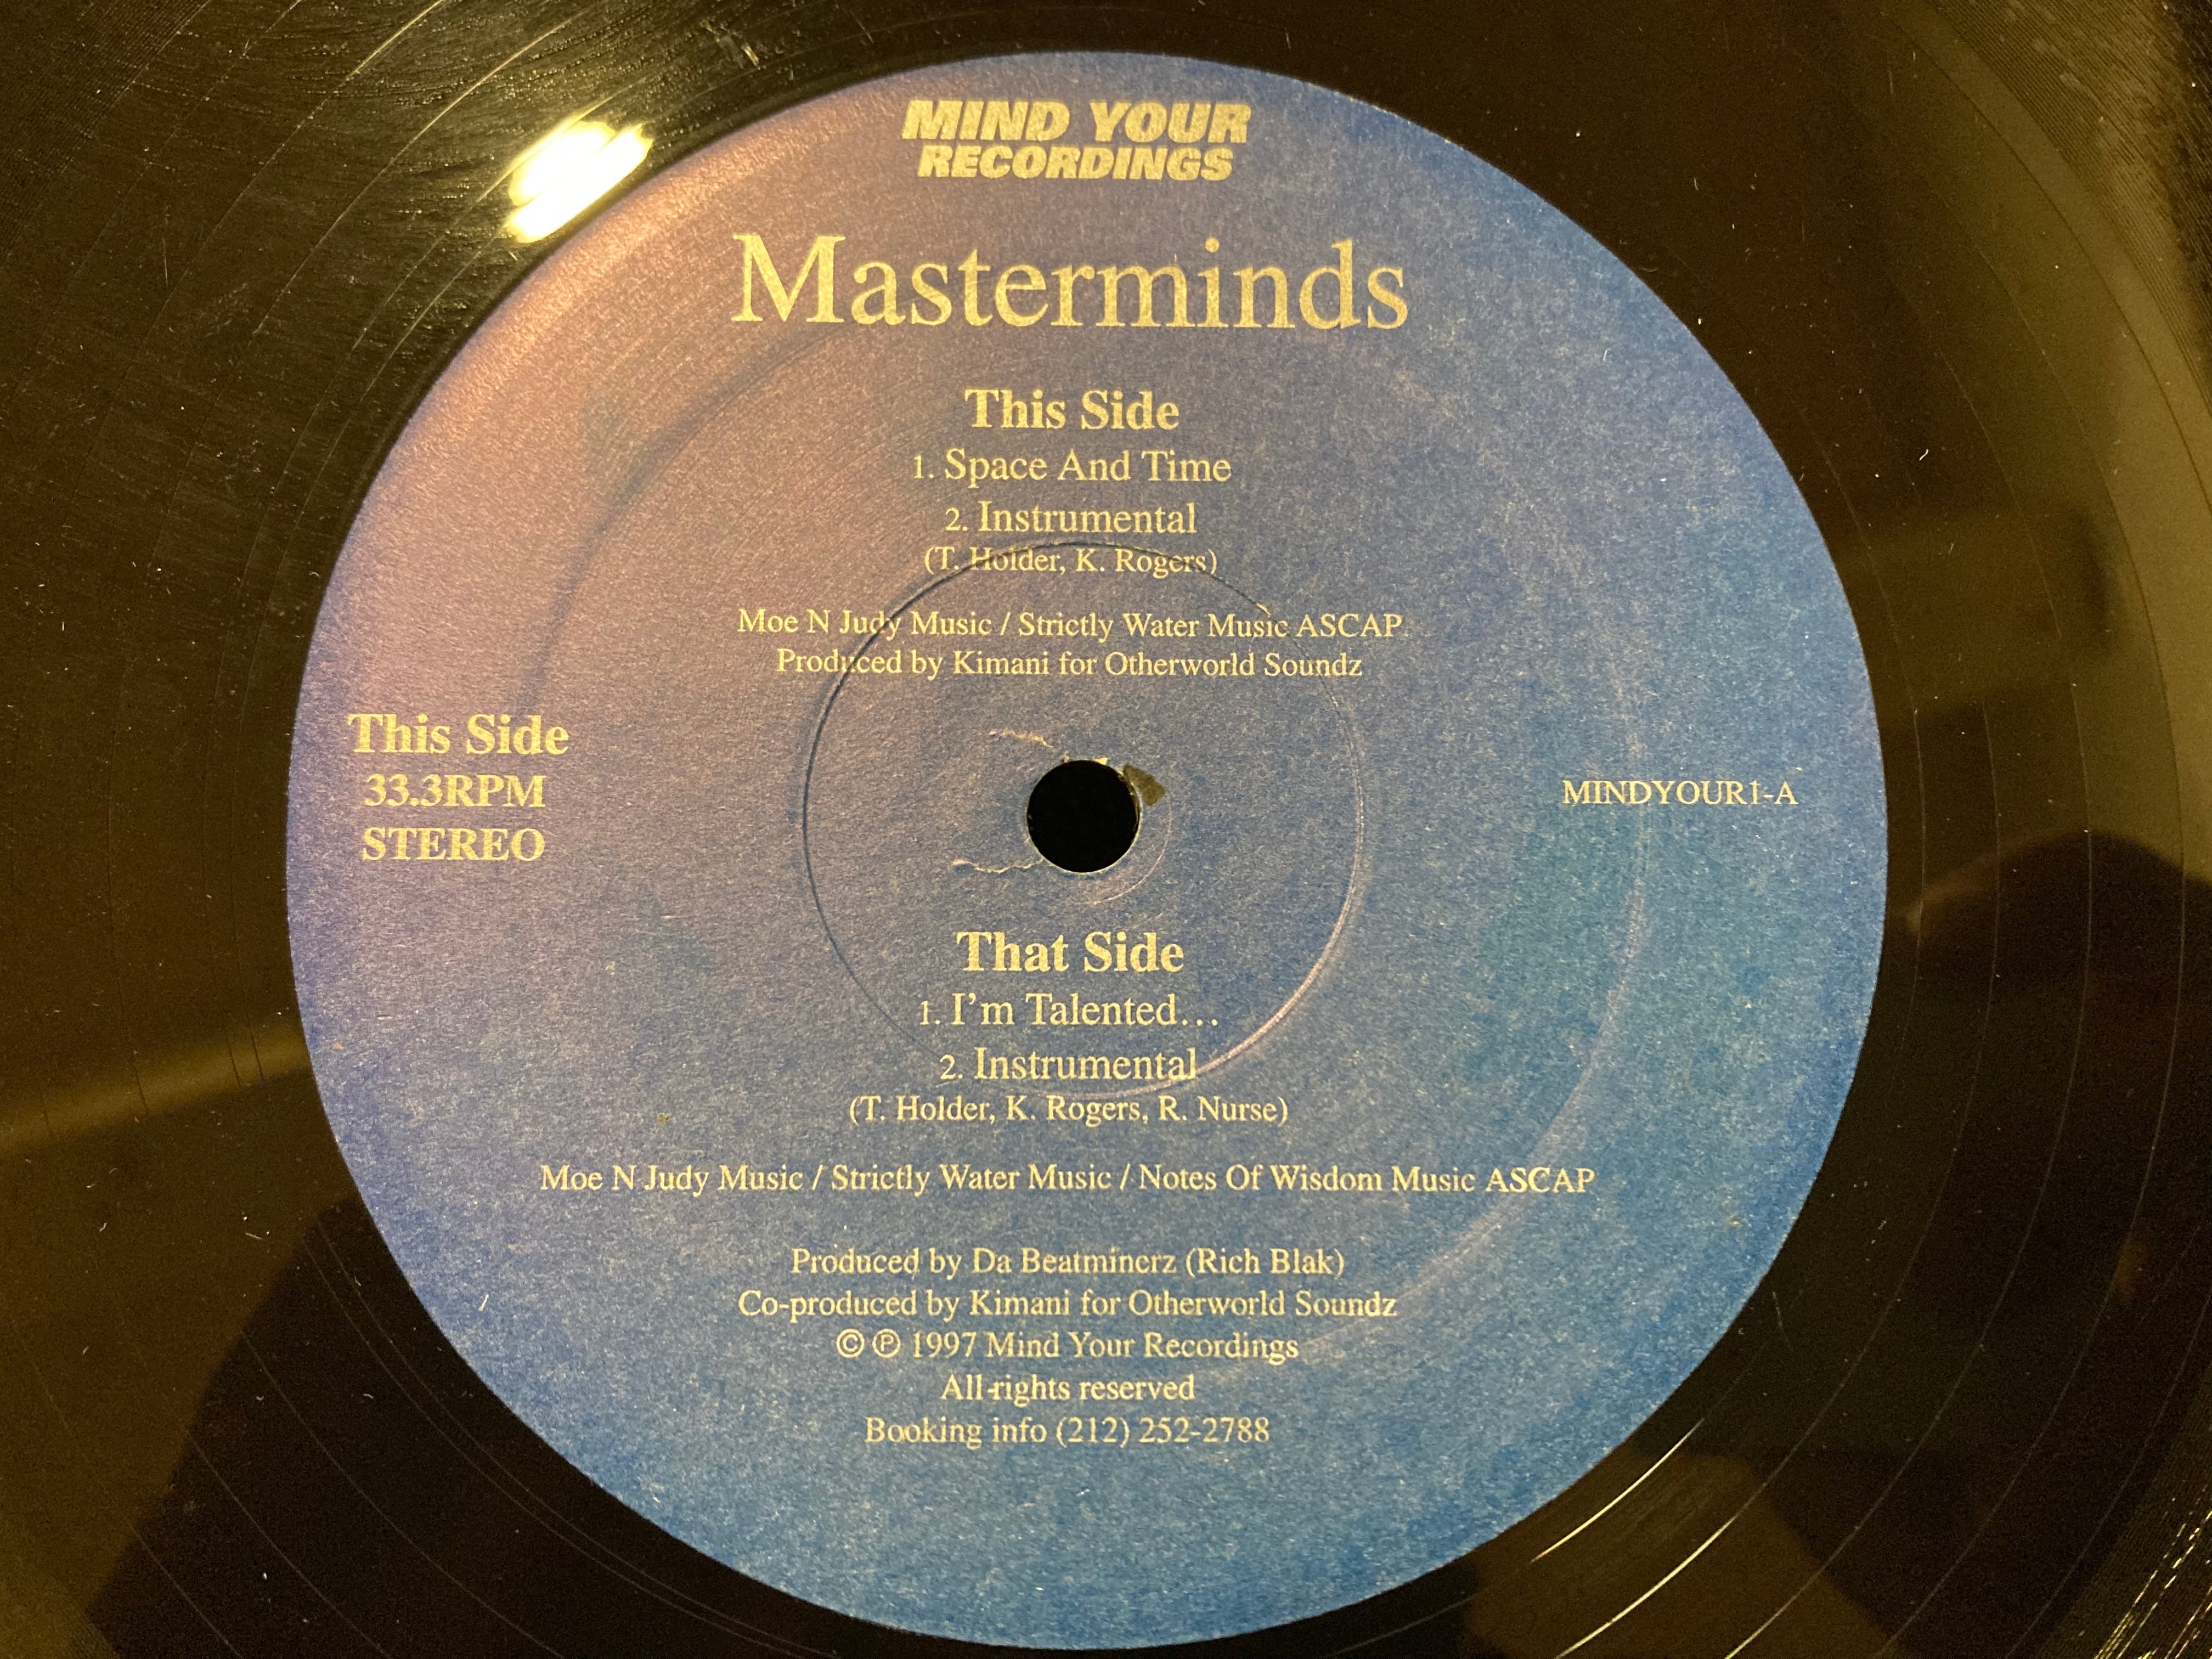 MIND YOUR
RECORDINGS
Masterminds
This Side
1. Space And Time
2. Instrumental
(T. Holder, K. Rogers)
Moe N Judy Music / Strictly Water Music ASCAP
Produced by Kimani for Otherworld Soundz
This Side
33.3RPM
STEREO
MINDYOUR1-A
That Side
1. I'm Talented...
2. Instrumental
(T. Holder, K. Rogers, R. Nurse)
Moe N Judy Music / Strictly Water Music / Notes Of Wisdom Music ASCAP
Produced by Da Beatminerz (Rich Blak)
Co-produced by Kimani for Otherworld Soundz
© ℗ 1997 Mind Your Recordings
All rights reserved
Booking info (212) 252-2788